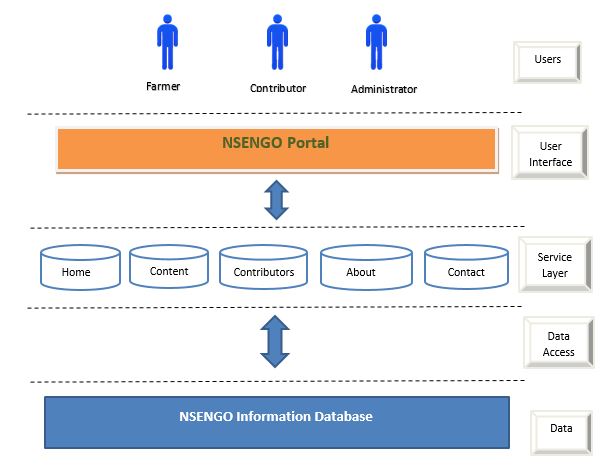 Farmer
Contributor
Administrator
Users
NSENGO Portal
User
Interface
Home
Content
Contributors
About
Contact
Service
Layer
Data
Access
NSENGO Information Database
Data